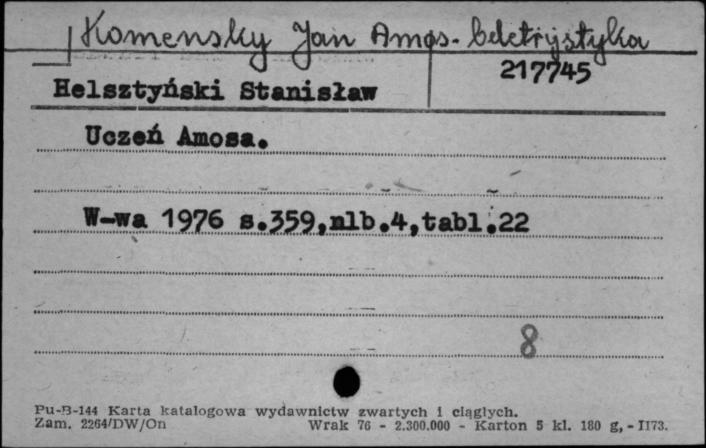 Komensky Jan Amos - beletrystyka
217745
Helsztyński Stanisław
Uczeń Amosa.
W-wa 1976 s.359,nlb.4,tabl.22
8
Pu-B-144 Karta katalogowa wydawnictw zwartych i ciągłych.
Zam. 2264/DW/On Wrak 76 - 2.300.000 - Karton 5 kl. 180 g, - II73.